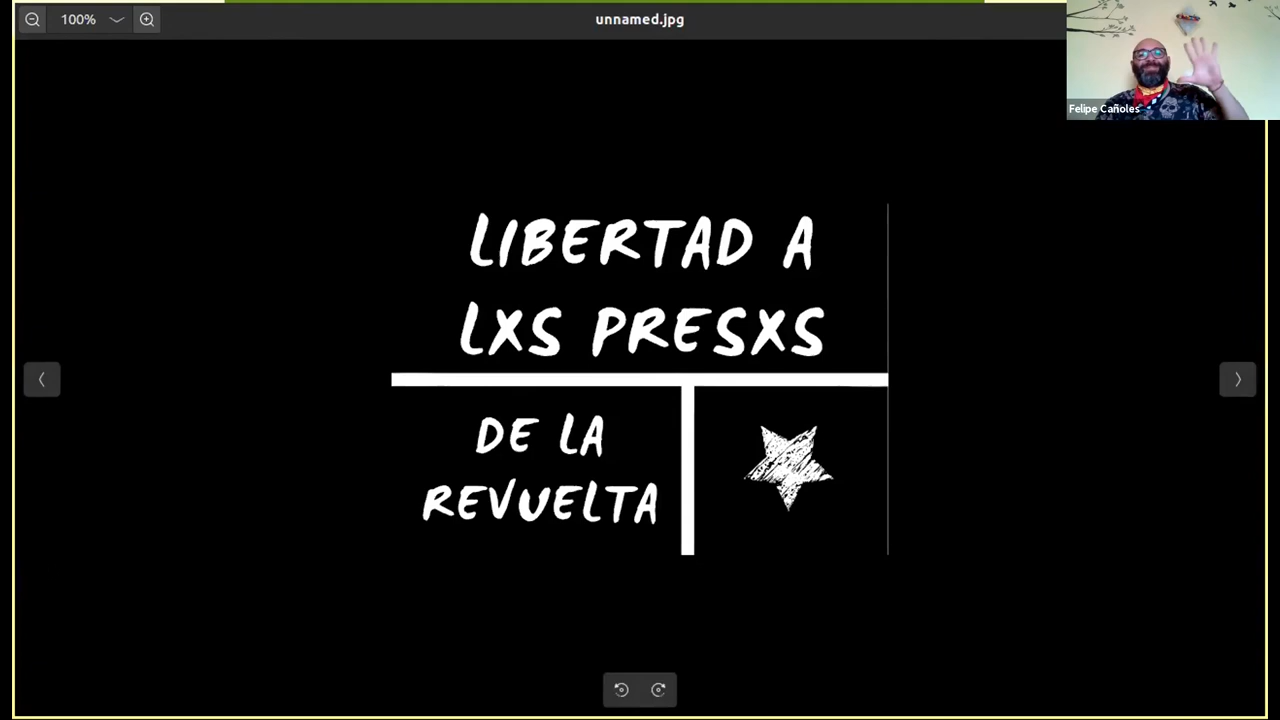 100%
unnamed.jpg
Felipe Cañoles
LIBERTAD A
LXS PRESXS
DE LA
REVUELTA